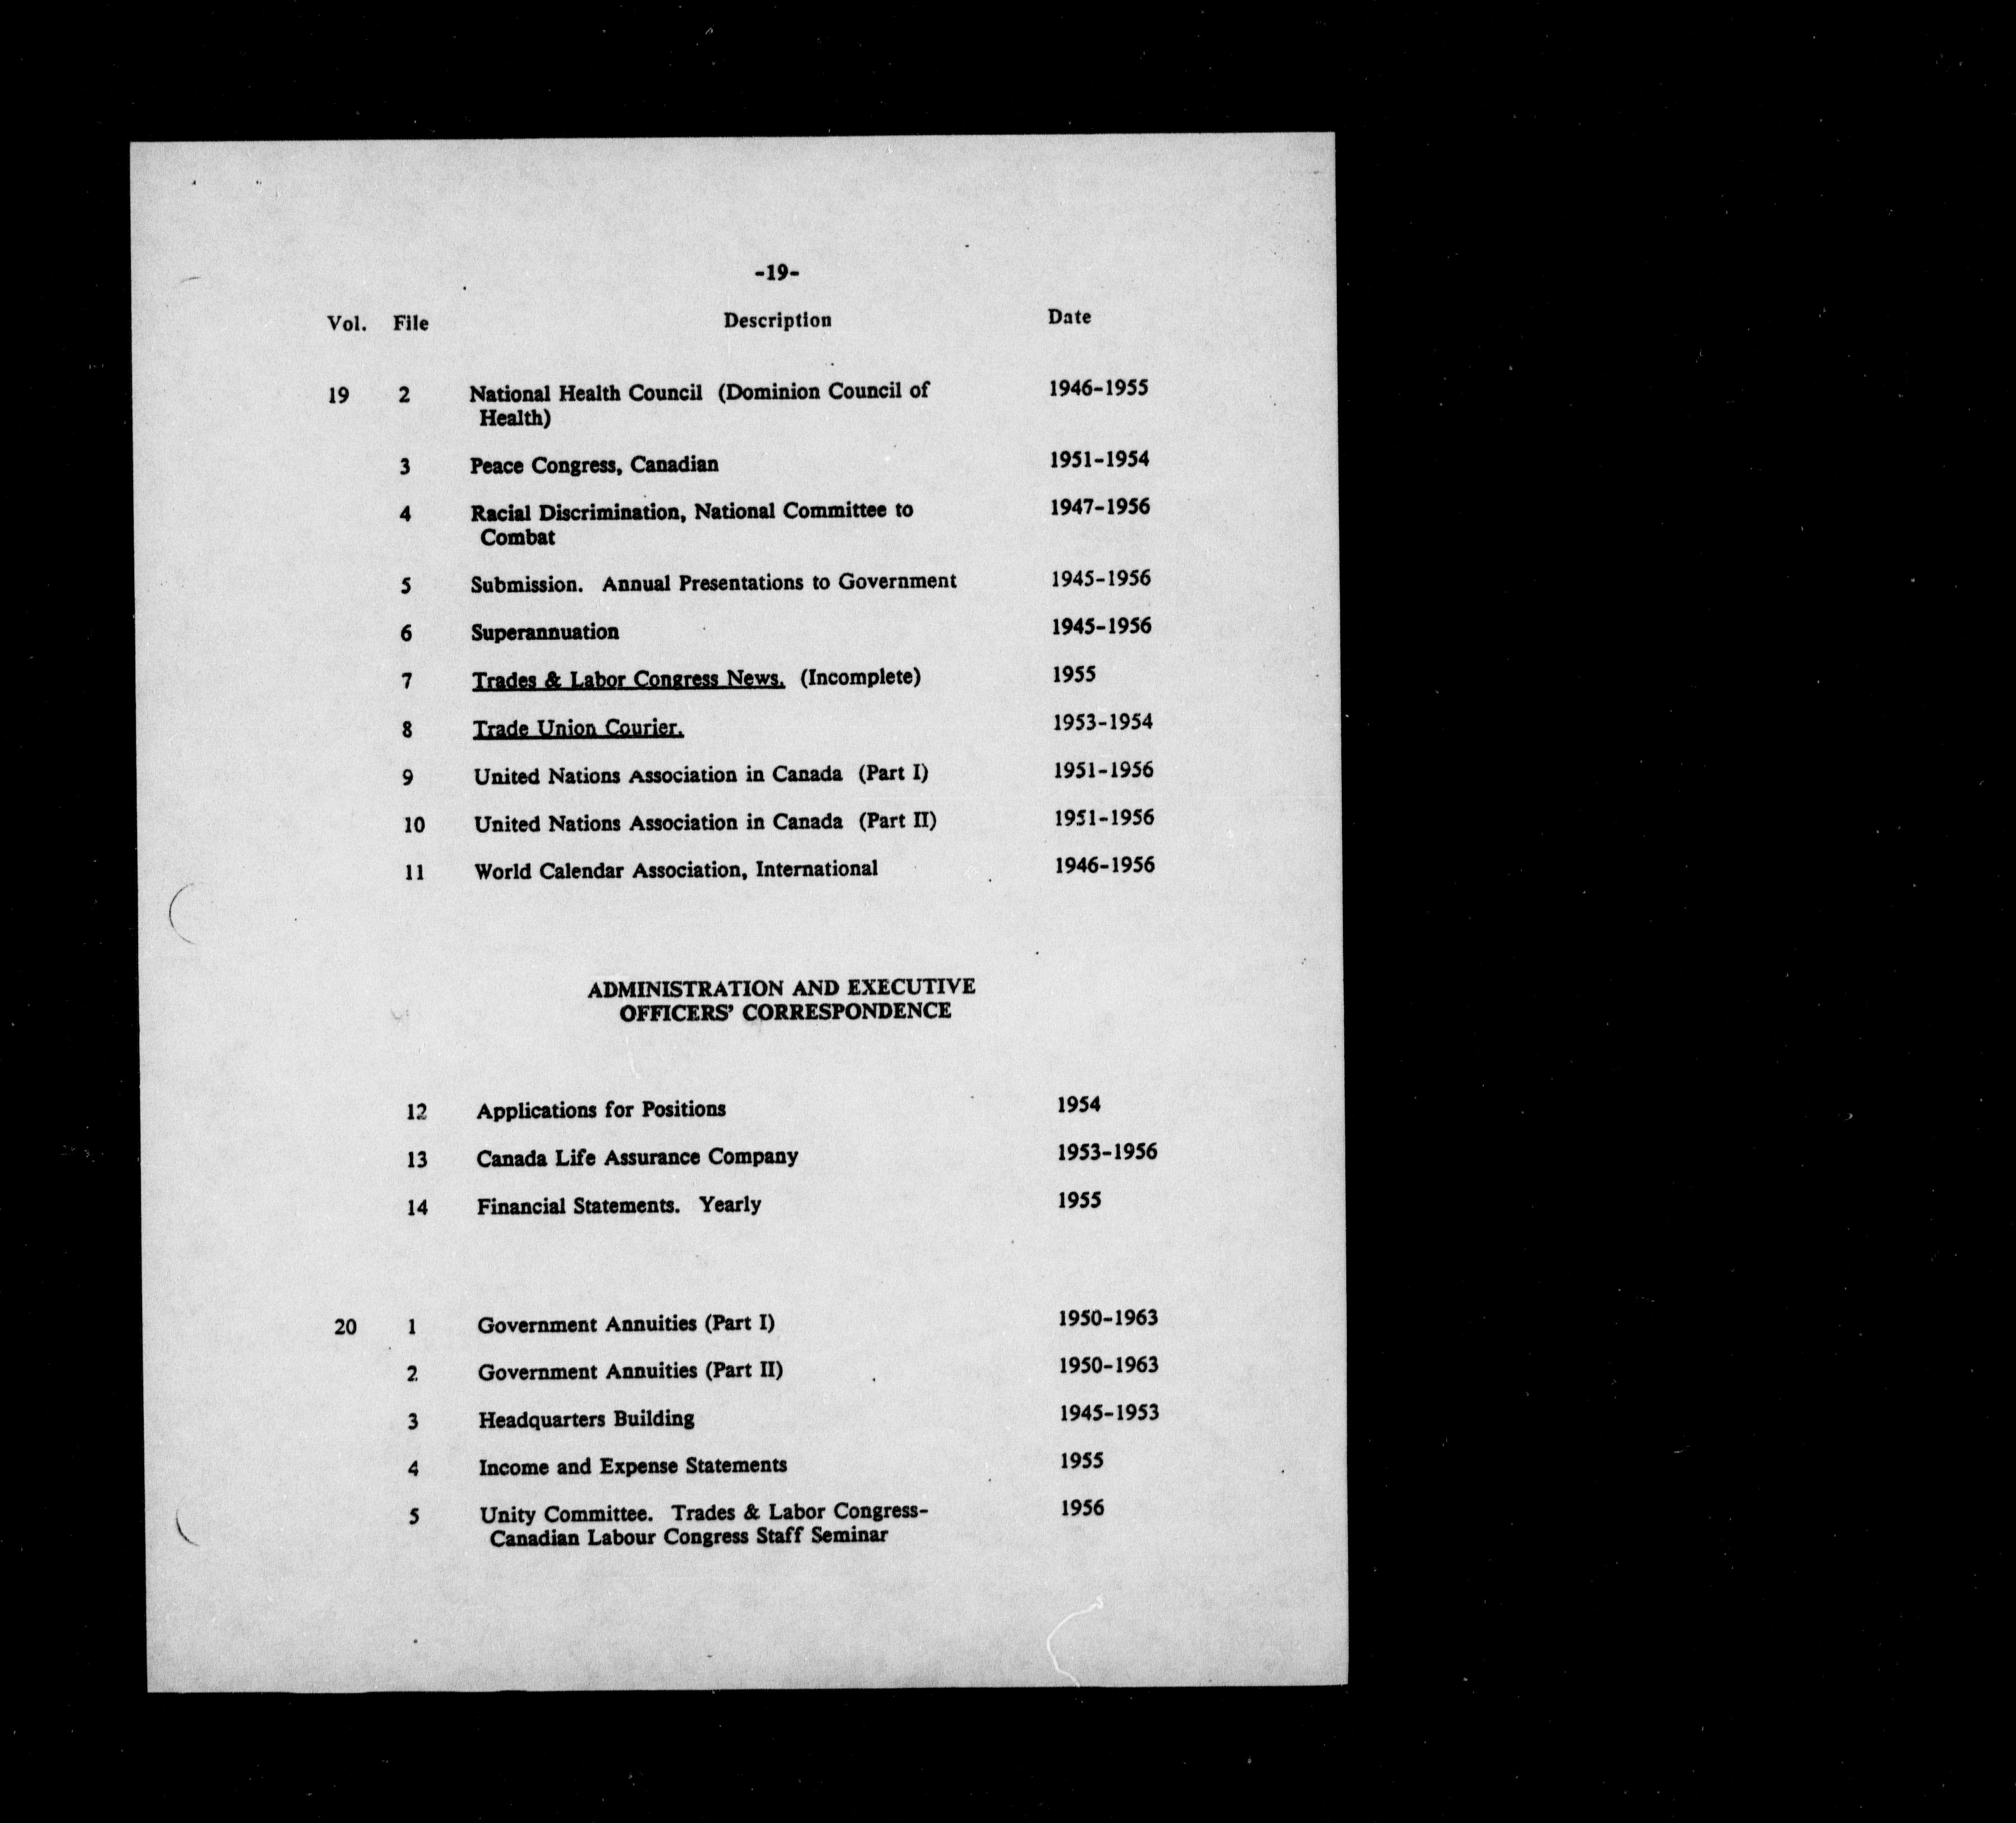 -19-
Vol. File Description Date
19 2 National Health Council (Dominion Council of 1946-1955
Health)
3 Peace Congress, Canadian 1951-1954
4 Racial Discrimination, National Committee to 1947-1956
Combat
5 Submission. Annual Presentations to Government 1945-1956
6 Superannuation 1945-1956
7 Trades & Labor Congress News. (Incomplete) 1955
8 Trade Union Courier. 1953-1954
9 United Nations Association in Canada (Part I) 1951-1956
10 United Nations Association in Canada (Part II) 1951-1956
11 World Calendar Association, International 1946-1956
ADMINISTRATION AND EXECUTIVE
OFFICERS' CORRESPONDENCE
12 Applications for Positions 1954
13 Canada Life Assurance Company 1953-1956
14 Financial Statements. Yearly 1955
20 1 Government Annuities (Part I) 1950-1963
2 Government Annuities (Part II) 1950-1963
3 Headquarters Building 1945-1953
4 Income and Expense Statements 1955
5 Unity Committee. Trades & Labor Congress- 1956
Canadian Labour Congress Staff Seminar